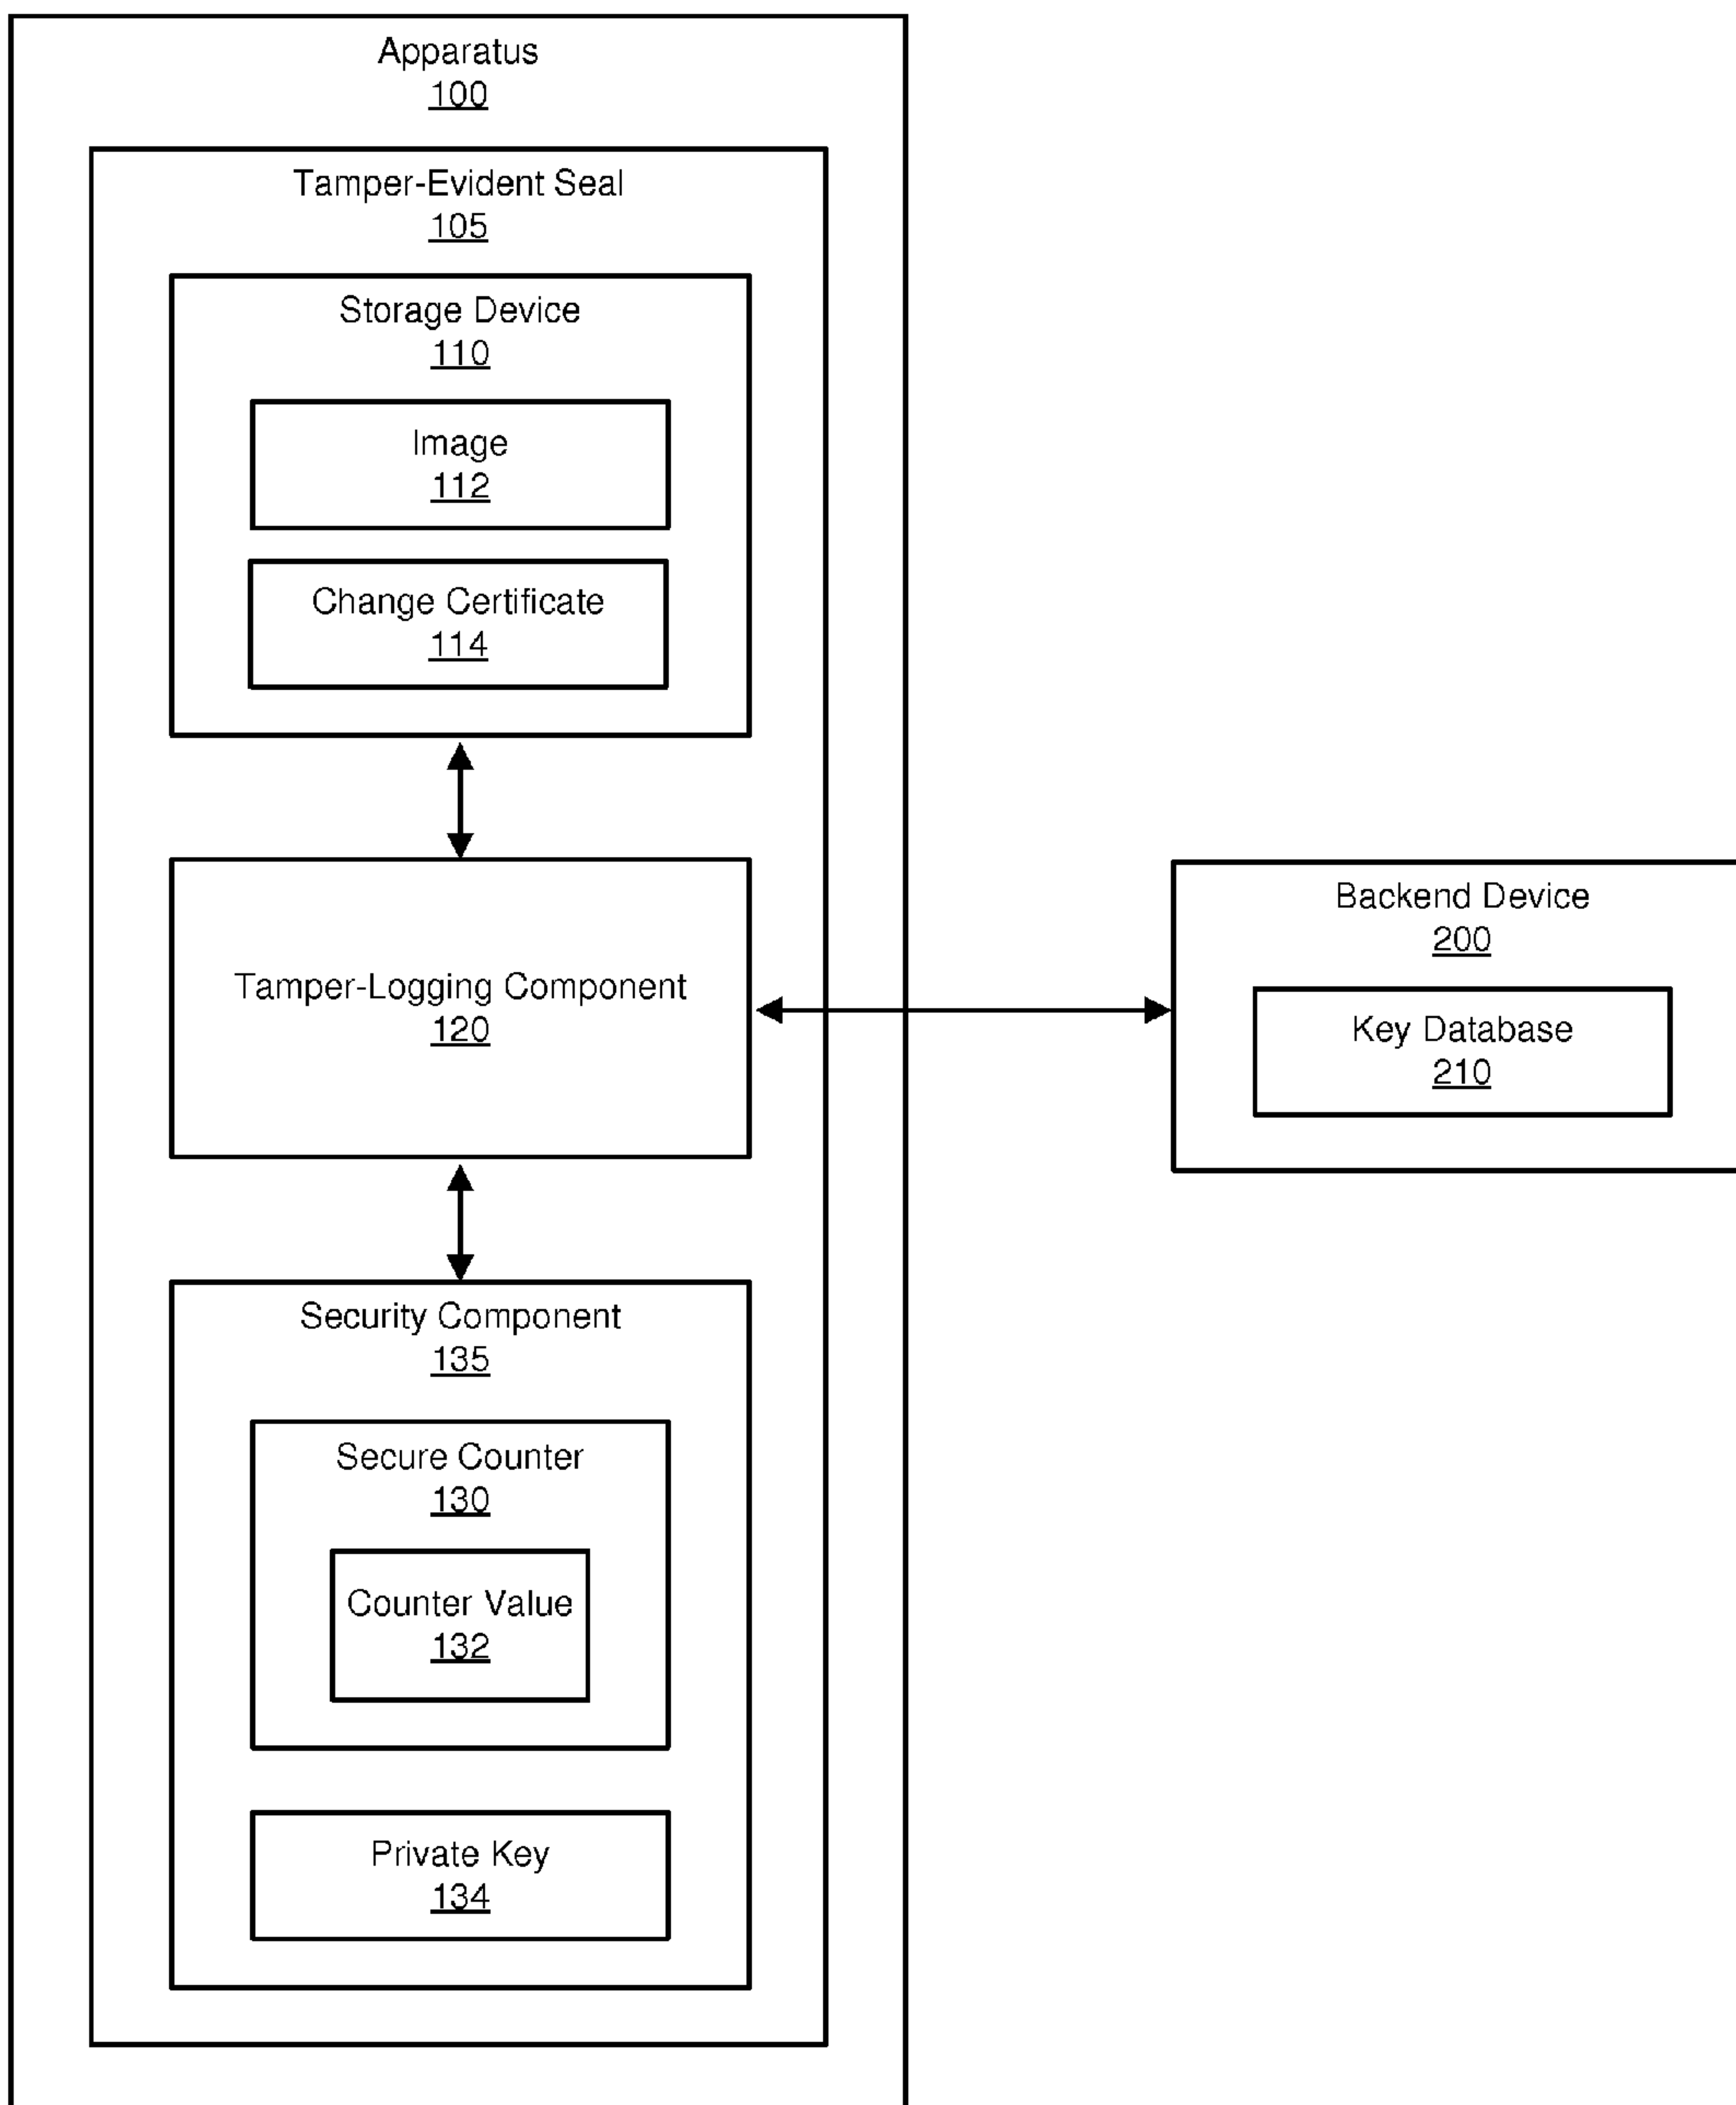 Apparatus
100
Tamper-Evident Seal
105
Storage Device
110
Image
112
Change Certificate
114
Tamper-Logging Component
120
Backend Device
200
Key Database
210
Security Component
135
Secure Counter
130
Counter Value
132
Private Key
134